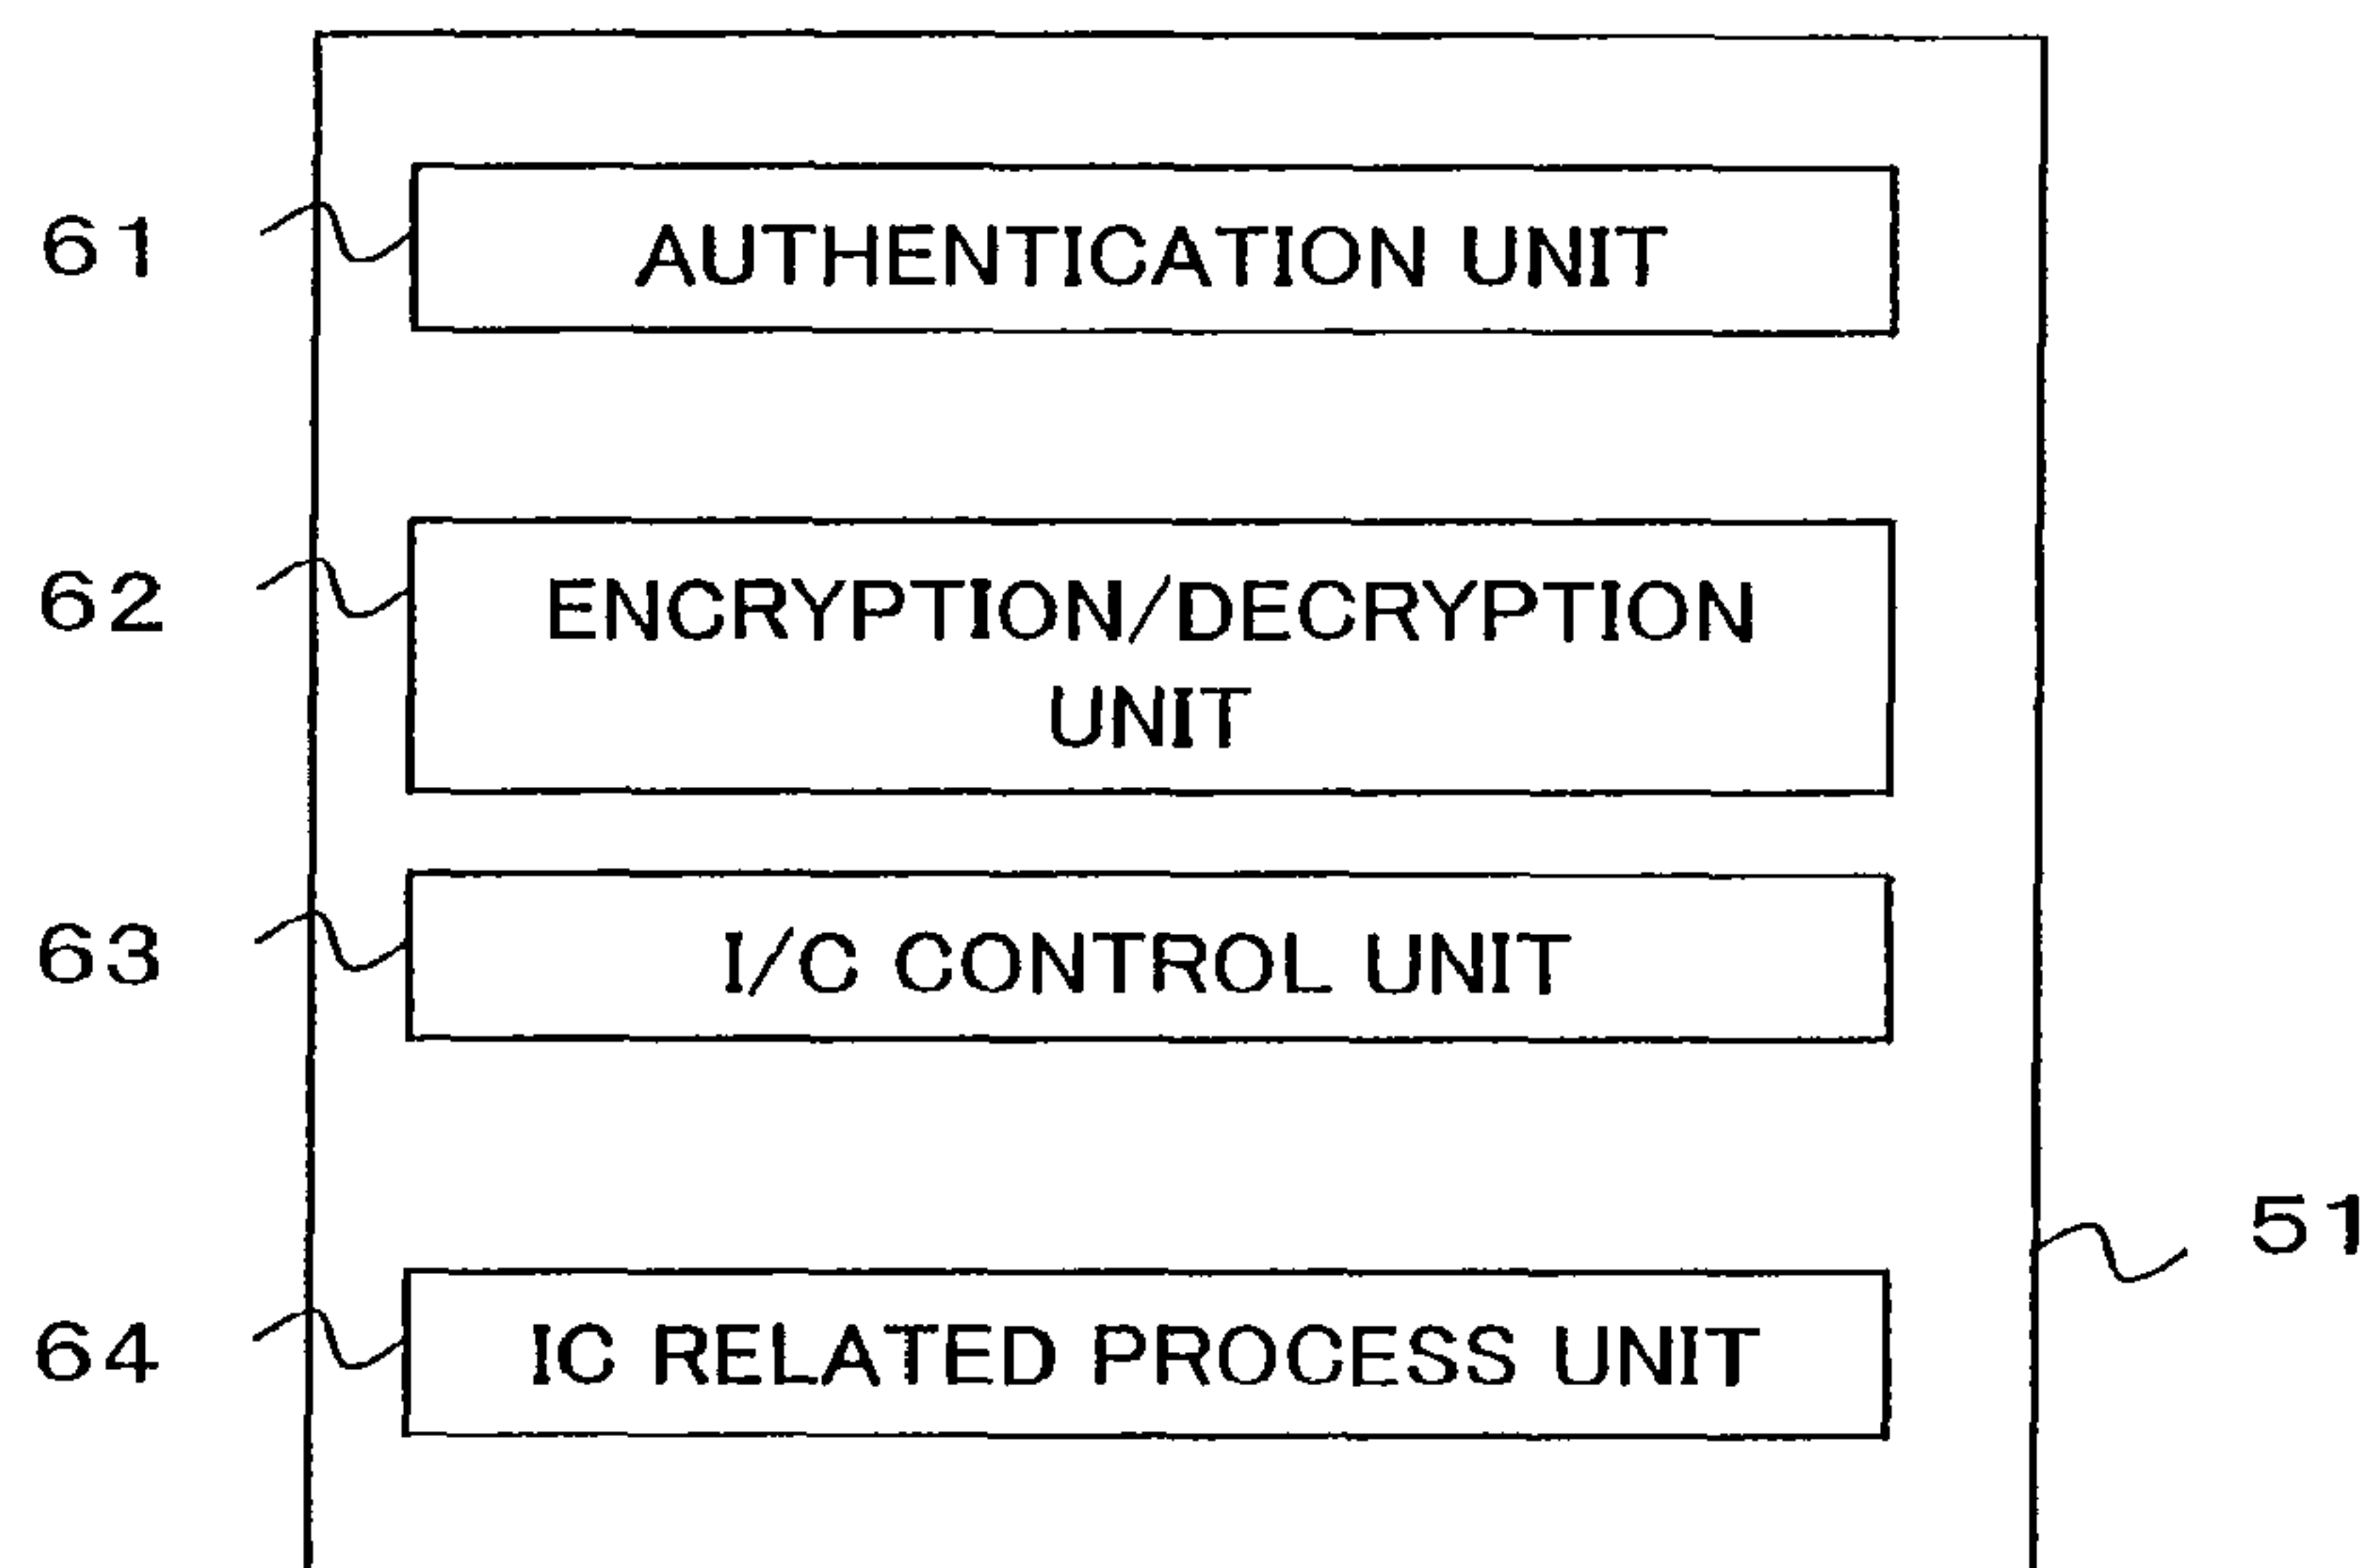 61
AUTHENTICATION UNIT
62
ENCRYPTION/DECRYPTION
UNIT
63
I/C CONTROL UNIT
51
64
IC RELATED PROCESS UNIT